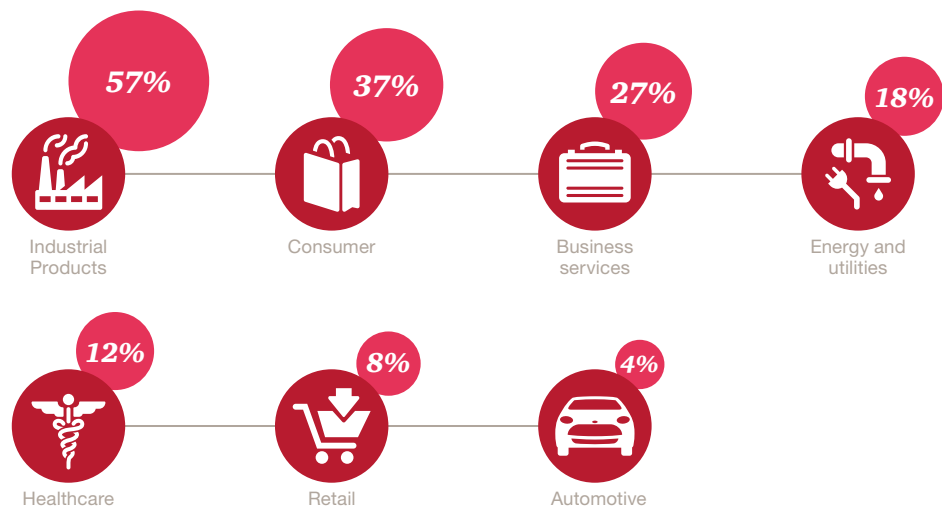 57%
37%
27%
18%
Industrial
Products
Consumer
Business
services
Energy and
utilities
12%
8%
4%
Healthcare
Retail
Automotive